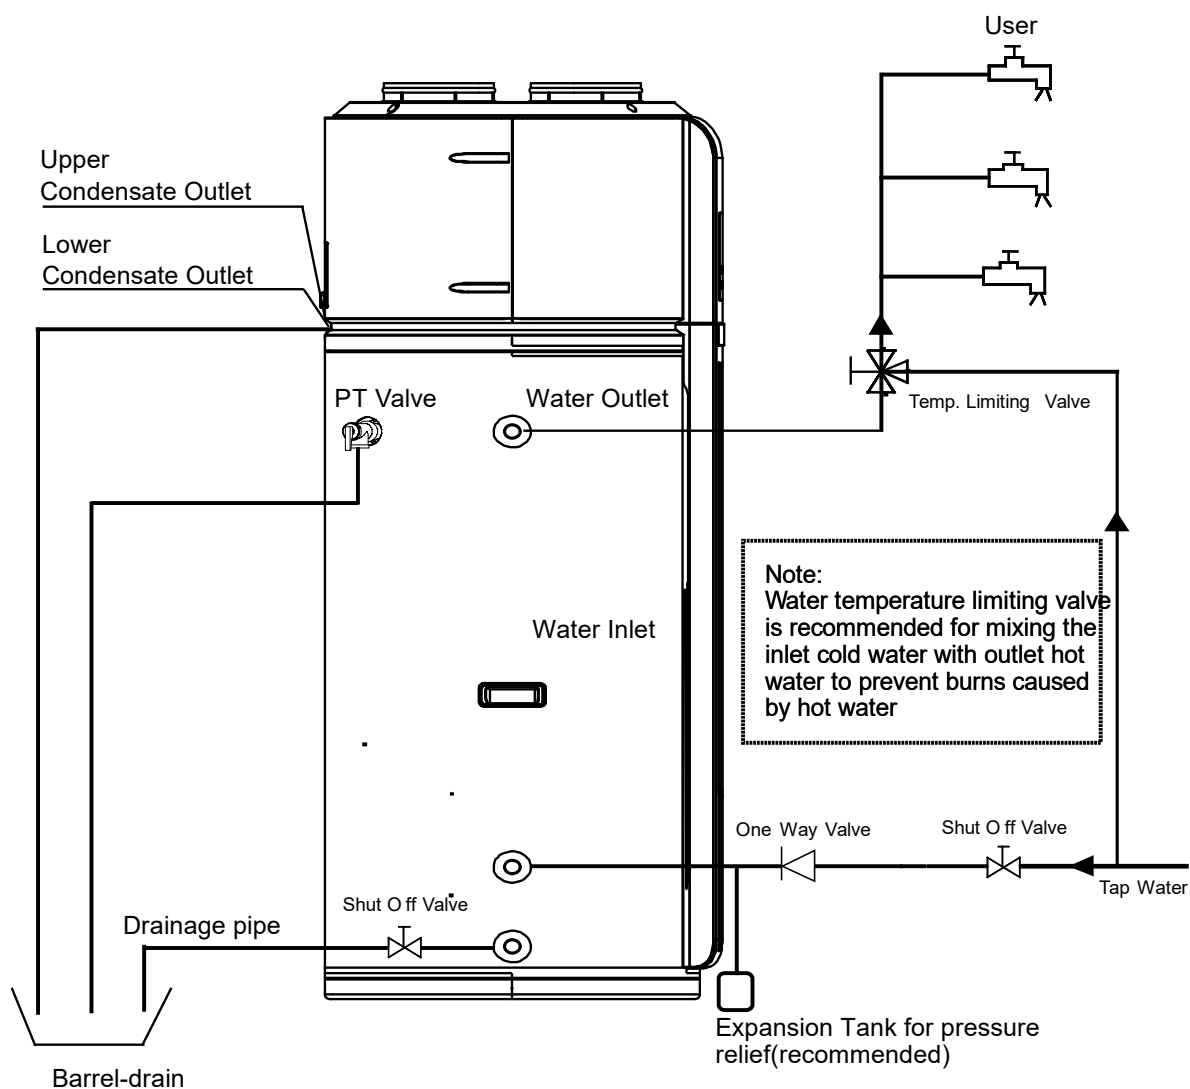 User
Upper
Condensate Outlet
Lower
Condensate Outlet
PT Valve
Water Outlet
Temp. Limiting Valve
Note:
Water temperature limiting valve
is recommended for mixing the
inlet cold water with outlet hot
water to prevent burns caused
by hot water
Water Inlet
One Way Valve
Shut O ff Valve
Tap Water
Shut O ff Valve
Drainage pipe
Expansion Tank for pressure
relief(recommended)
Barrel-drain